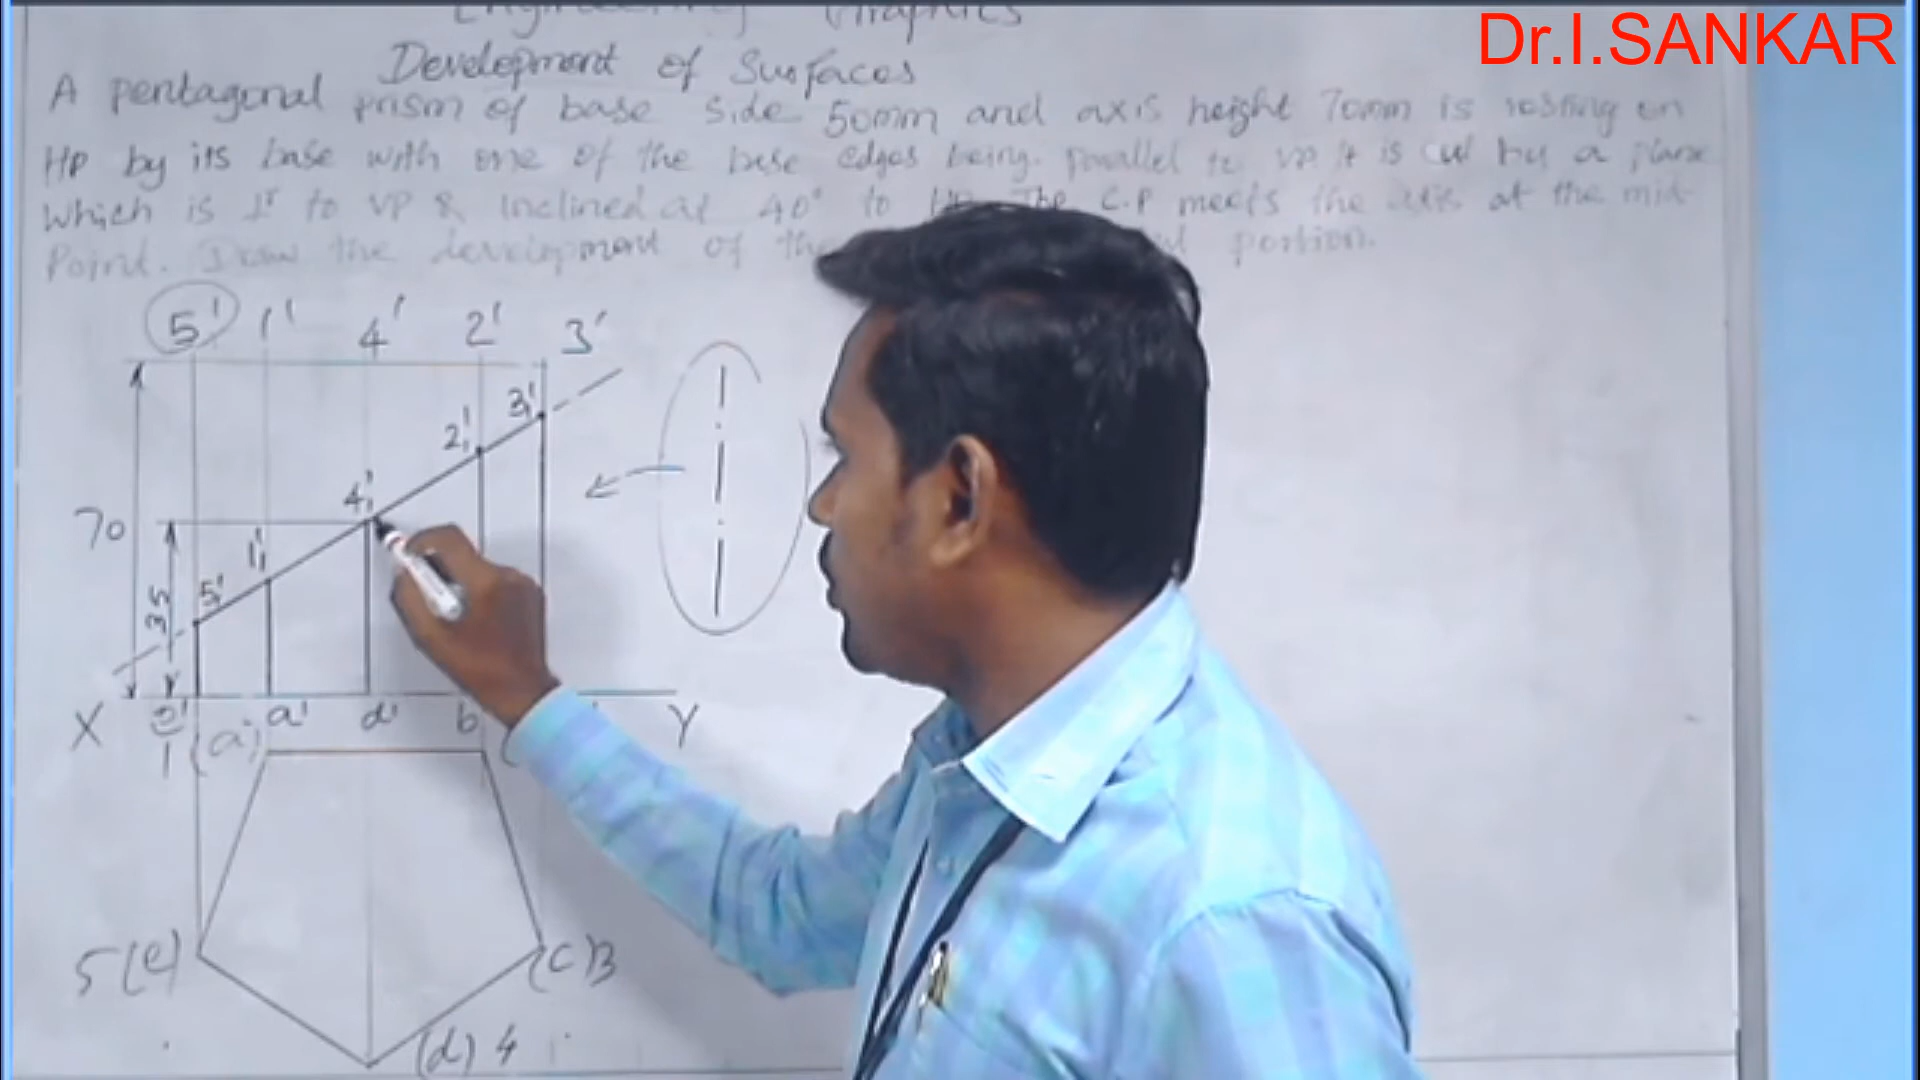 Engineering Graphics
Dr.I.SANKAR
Development of Surfaces
A pentagonal prism of base side 50mm and axis height 70mm is resting on
HP by its base with one of the base edges being parallel to VP It is cut by a plane
which is ⊥r to VP & inclined at 40° to HP. The C.P meets the axis at the mid-
Point. Draw the development of the portion.
5' 1' 4' 2' 3'
3₁'
2₁'
4₁'
70
1₁'
35
5₁'
X a' d' b Y
1 (a)
5(e) (c)3
(d) 4